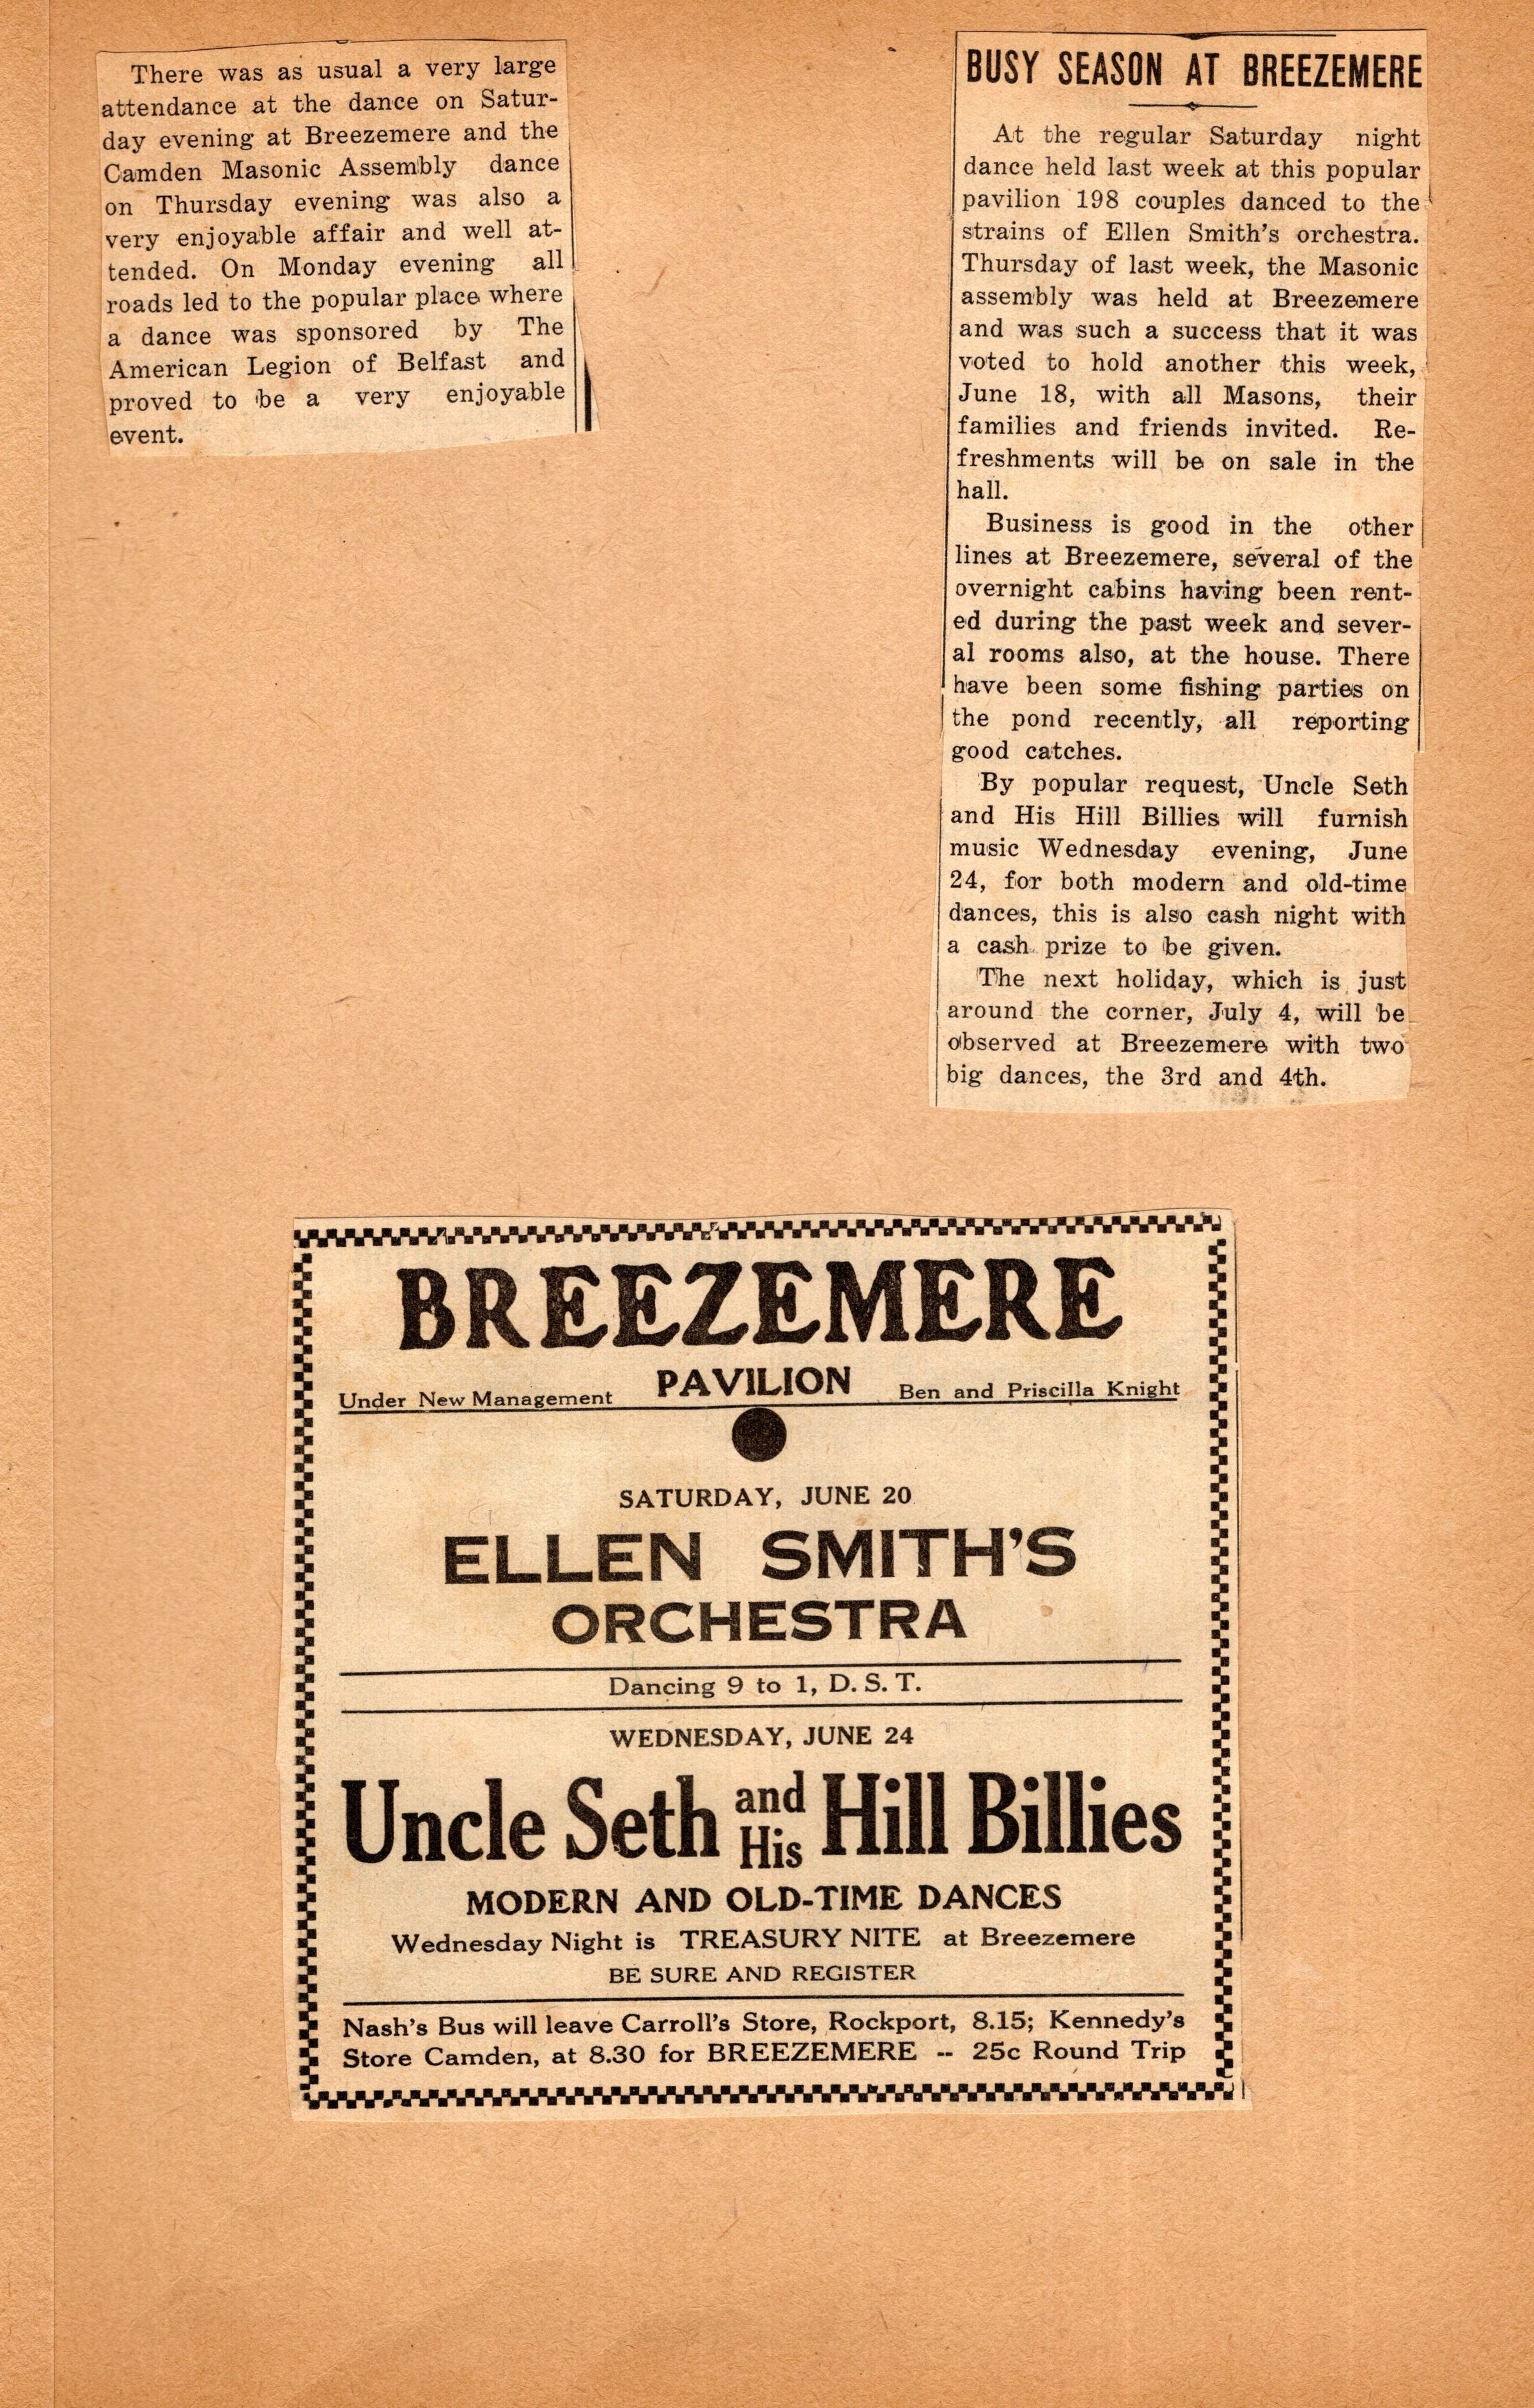 There was as usual a very large
attendance at the dance on Satur-
day evening at Breezemere and the
Camden Masonic Assembly dance
on Thursday evening was also a
very enjoyable affair and well at-
tended. On Monday evening all
roads led to the popular place where
a dance was sponsored by The
American Legion of Belfast and
proved to be a very enjoyable
event.
BUSY SEASON AT BREEZEMERE
At the regular Saturday night
dance held last week at this popular
pavilion 198 couples danced to the
strains of Ellen Smith's orchestra.
Thursday of last week, the Masonic
assembly was held at Breezemere
and was such a success that it was
voted to hold another this week,
June 18, with all Masons, their
families and friends invited. Re-
freshments will be on sale in the
hall.
Business is good in the other
lines at Breezemere, several of the
overnight cabins having been rent-
ed during the past week and sever-
al rooms also, at the house. There
have been some fishing parties on
the pond recently, all reporting
good catches.
By popular request, Uncle Seth
and His Hill Billies will furnish
music Wednesday evening, June
24, for both modern and old-time
dances, this is also cash night with
a cash prize to be given.
The next holiday, which is just
around the corner, July 4, will be
observed at Breezemere with two
big dances, the 3rd and 4th.
BREEZEMERE
Under New Management PAVILION Ben and Priscilla Knight
SATURDAY, JUNE 20
ELLEN SMITH'S
ORCHESTRA
Dancing 9 to 1, D. S. T.
WEDNESDAY, JUNE 24
Uncle Seth and His Hill Billies
MODERN AND OLD-TIME DANCES
Wednesday Night is TREASURY NITE at Breezemere
BE SURE AND REGISTER
Nash's Bus will leave Carroll's Store, Rockport, 8.15; Kennedy's
Store Camden, at 8.30 for BREEZEMERE -- 25c Round Trip